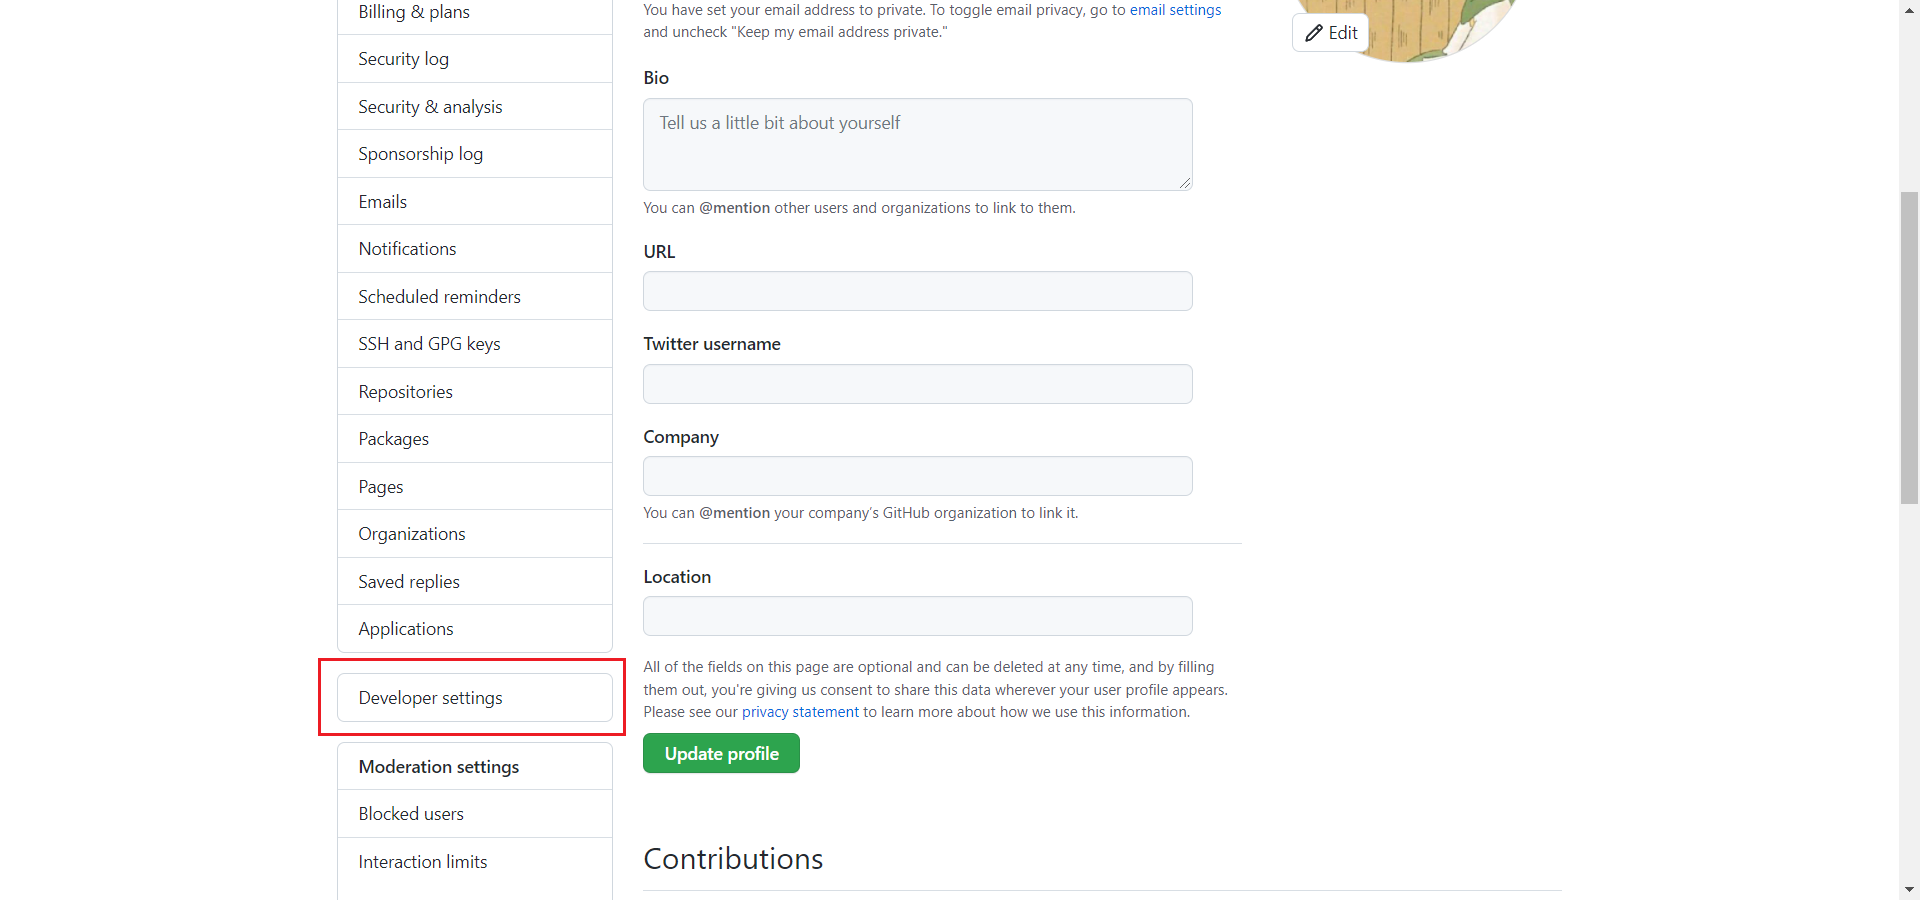 Billing & plans
Security log
Security & analysis
Sponsorship log
Emails
Notifications
Scheduled reminders
SSH and GPG keys
Repositories
Packages
Pages
Organizations
Saved replies
Applications
Developer settings
Moderation settings
Blocked users
Interaction limits
You have set your email address to private. To toggle email privacy, go to email settings
and uncheck "Keep my email address private."
Bio
Tell us a little bit about yourself
You can @mention other users and organizations to link to them.
URL
Twitter username
Company
You can @mention your company's GitHub organization to link it.
Location
All of the fields on this page are optional and can be deleted at any time, and by filling
them out, you're giving us consent to share this data wherever your user profile appears.
Please see our privacy statement to learn more about how we use this information.
Update profile
Contributions
Edit